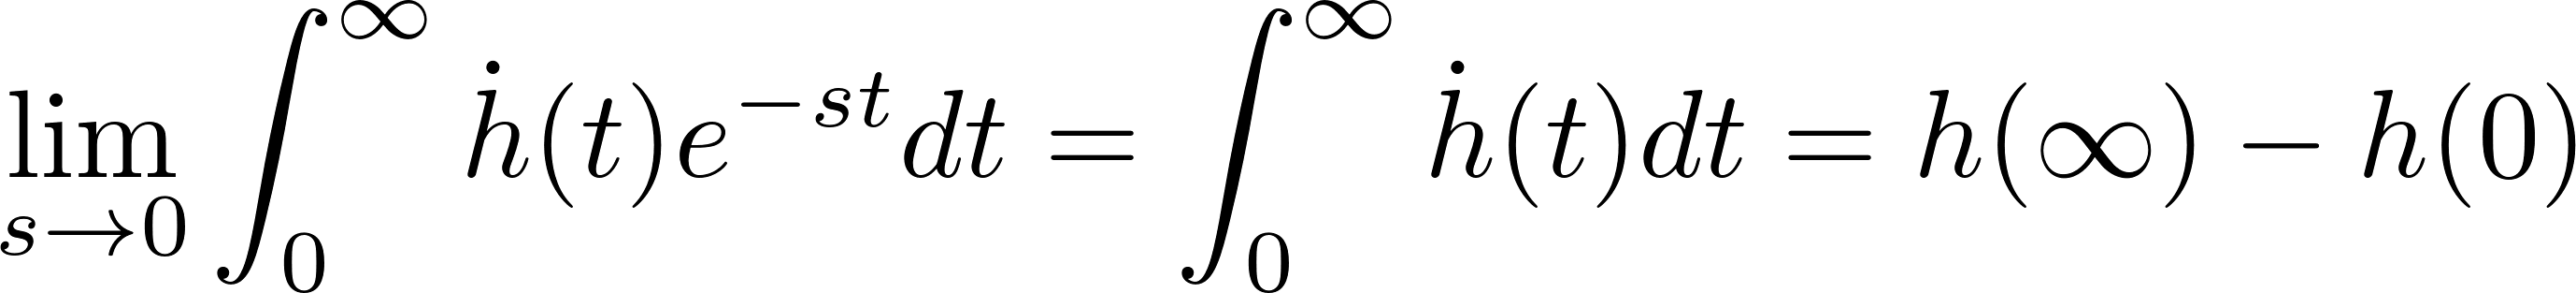 \lim_{s \to 0} \int_0^\infty \dot{h}(t)e^{-st}dt = \int_0^\infty \dot{h}(t)dt = h(\infty) - h(0)